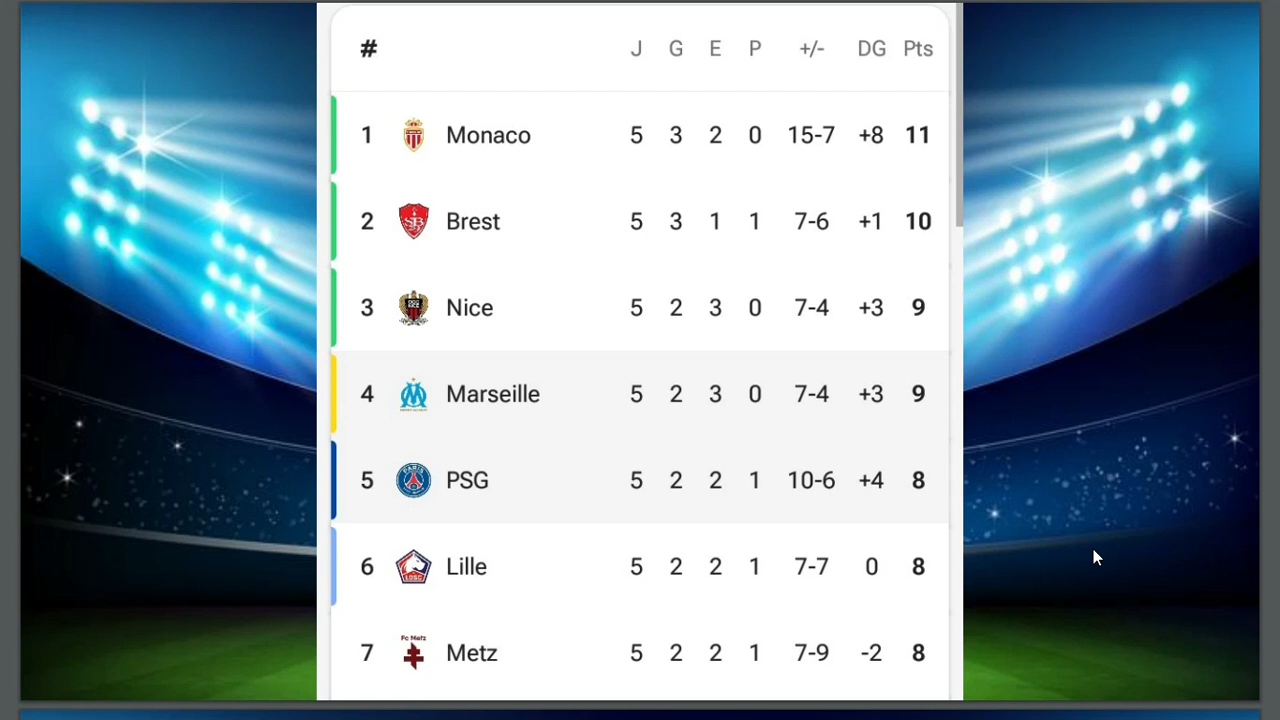 # J G E P +/- DG Pts
1 Monaco 5 3 2 0 15-7 +8 11
2 Brest 5 3 1 1 7-6 +1 10
3 Nice 5 2 3 0 7-4 +3 9
4 Marseille 5 2 3 0 7-4 +3 9
5 PSG 5 2 2 1 10-6 +4 8
6 Lille 5 2 2 1 7-7 0 8
Fc Metz
7 Metz 5 2 2 1 7-9 -2 8